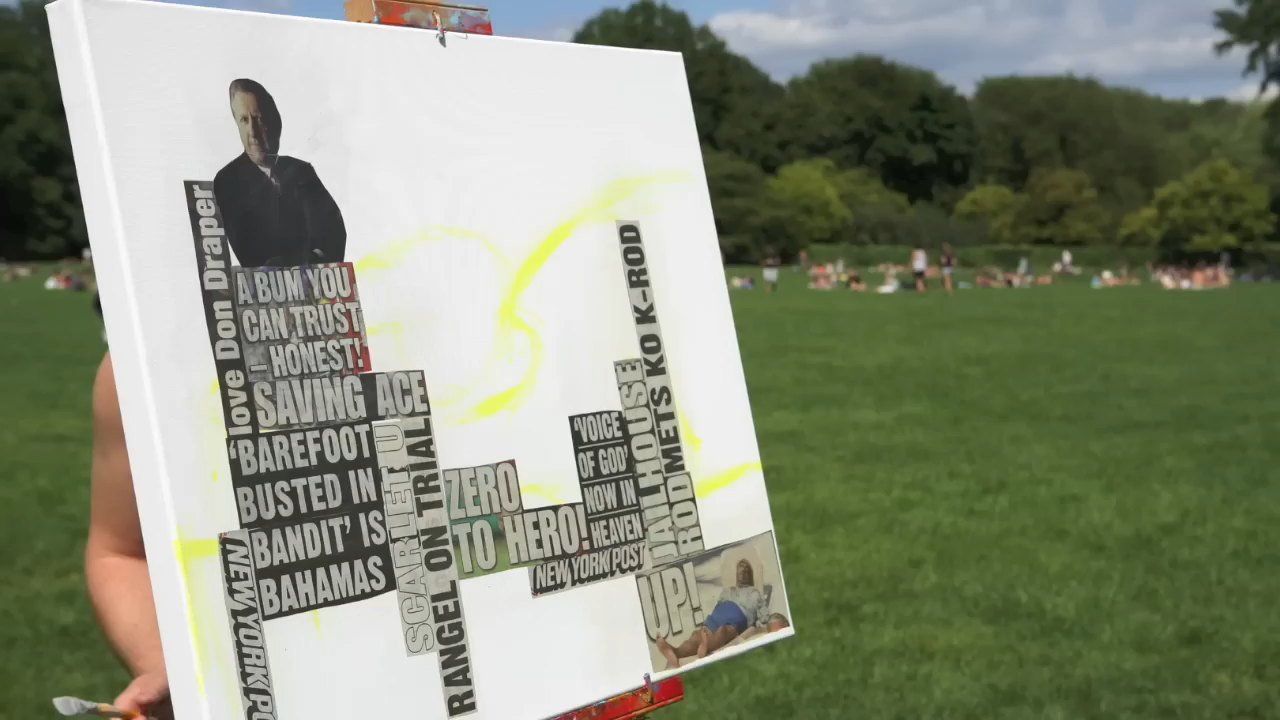 love Don Draper
A BUM YOU
CAN TRUST
– HONEST!
SAVING ACE
'BAREFOOT
BUSTED IN
BANDIT' IS
BAHAMAS
NEW YORK PO
SCARLET U
RANGEL ON TRIAL
ZERO
TO HERO!
'VOICE
OF GOD'
NOW IN
HEAVEN
NEW YORK POST
JAILHOUSE
ROD
METS KO K-ROD
UP!